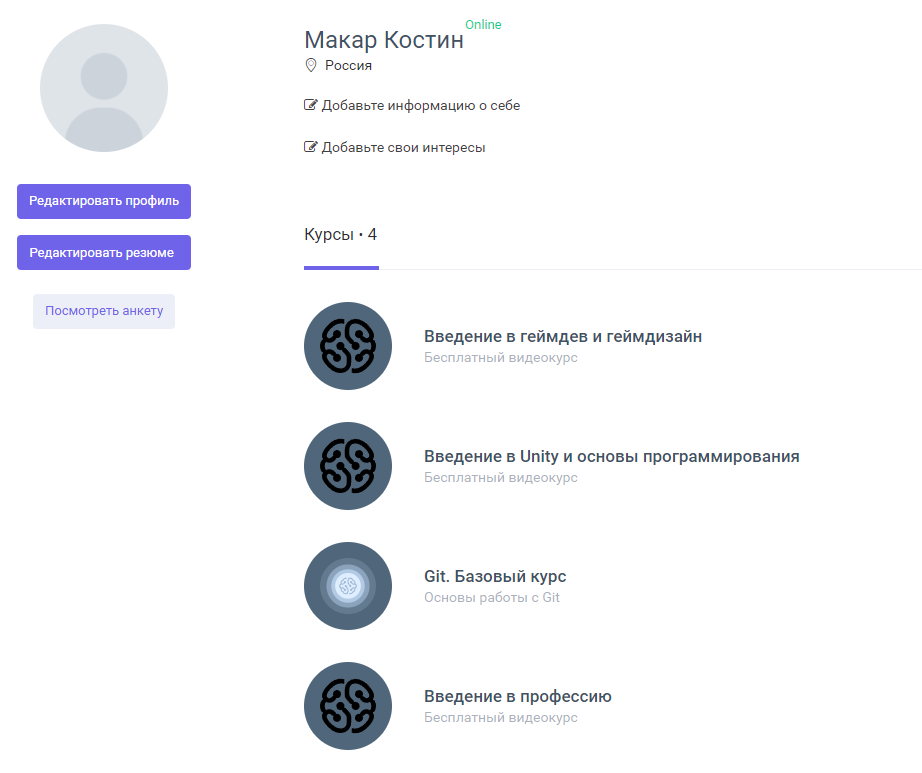 Макар Костин
Online
Россия
Добавьте информацию о себе
Добавьте свои интересы
Редактировать профиль
Редактировать резюме
Посмотреть анкету
Курсы • 4
Введение в геймдев и геймдизайн
Бесплатный видеокурс
Введение в Unity и основы программирования
Бесплатный видеокурс
Git. Базовый курс
Основы работы с Git
Введение в профессию
Бесплатный видеокурс